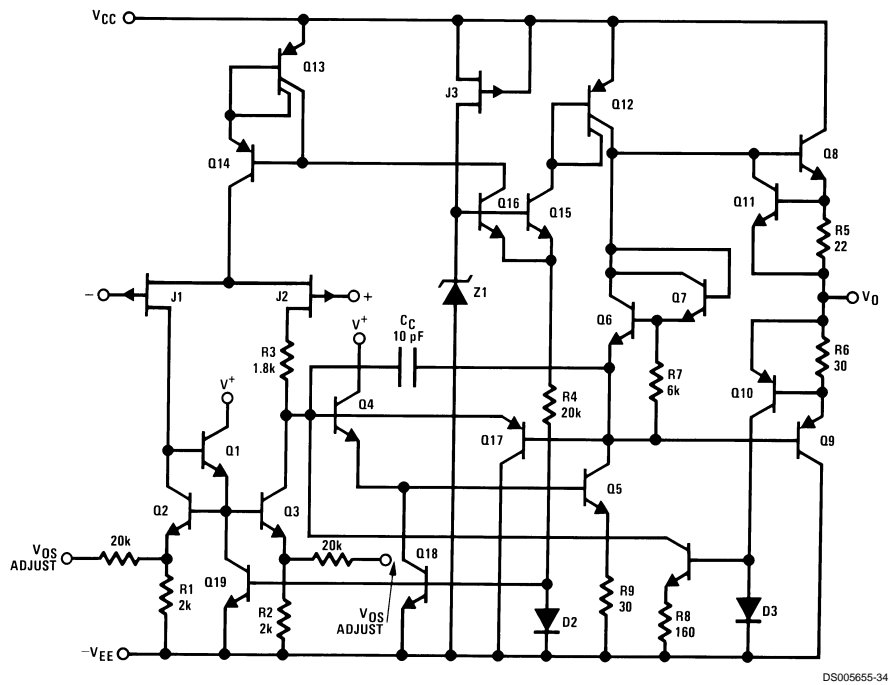 VCC
Q13
J3
Q12
Q14
Q8
Q16
Q15
Q11
R5
22
–
J1
J2
+
Z1
Q7
VO
V+
CC
10 pF
Q6
R3
1.8k
R6
30
V+
Q4
R4
20k
R7
6k
Q10
Q1
Q17
Q9
Q2
Q3
Q5
20k
20k
Q18
VOS
ADJUST
Q19
R1
2k
R2
2k
VOS
ADJUST
D2
R9
30
R8
160
D3
–VEE
DS005655-34